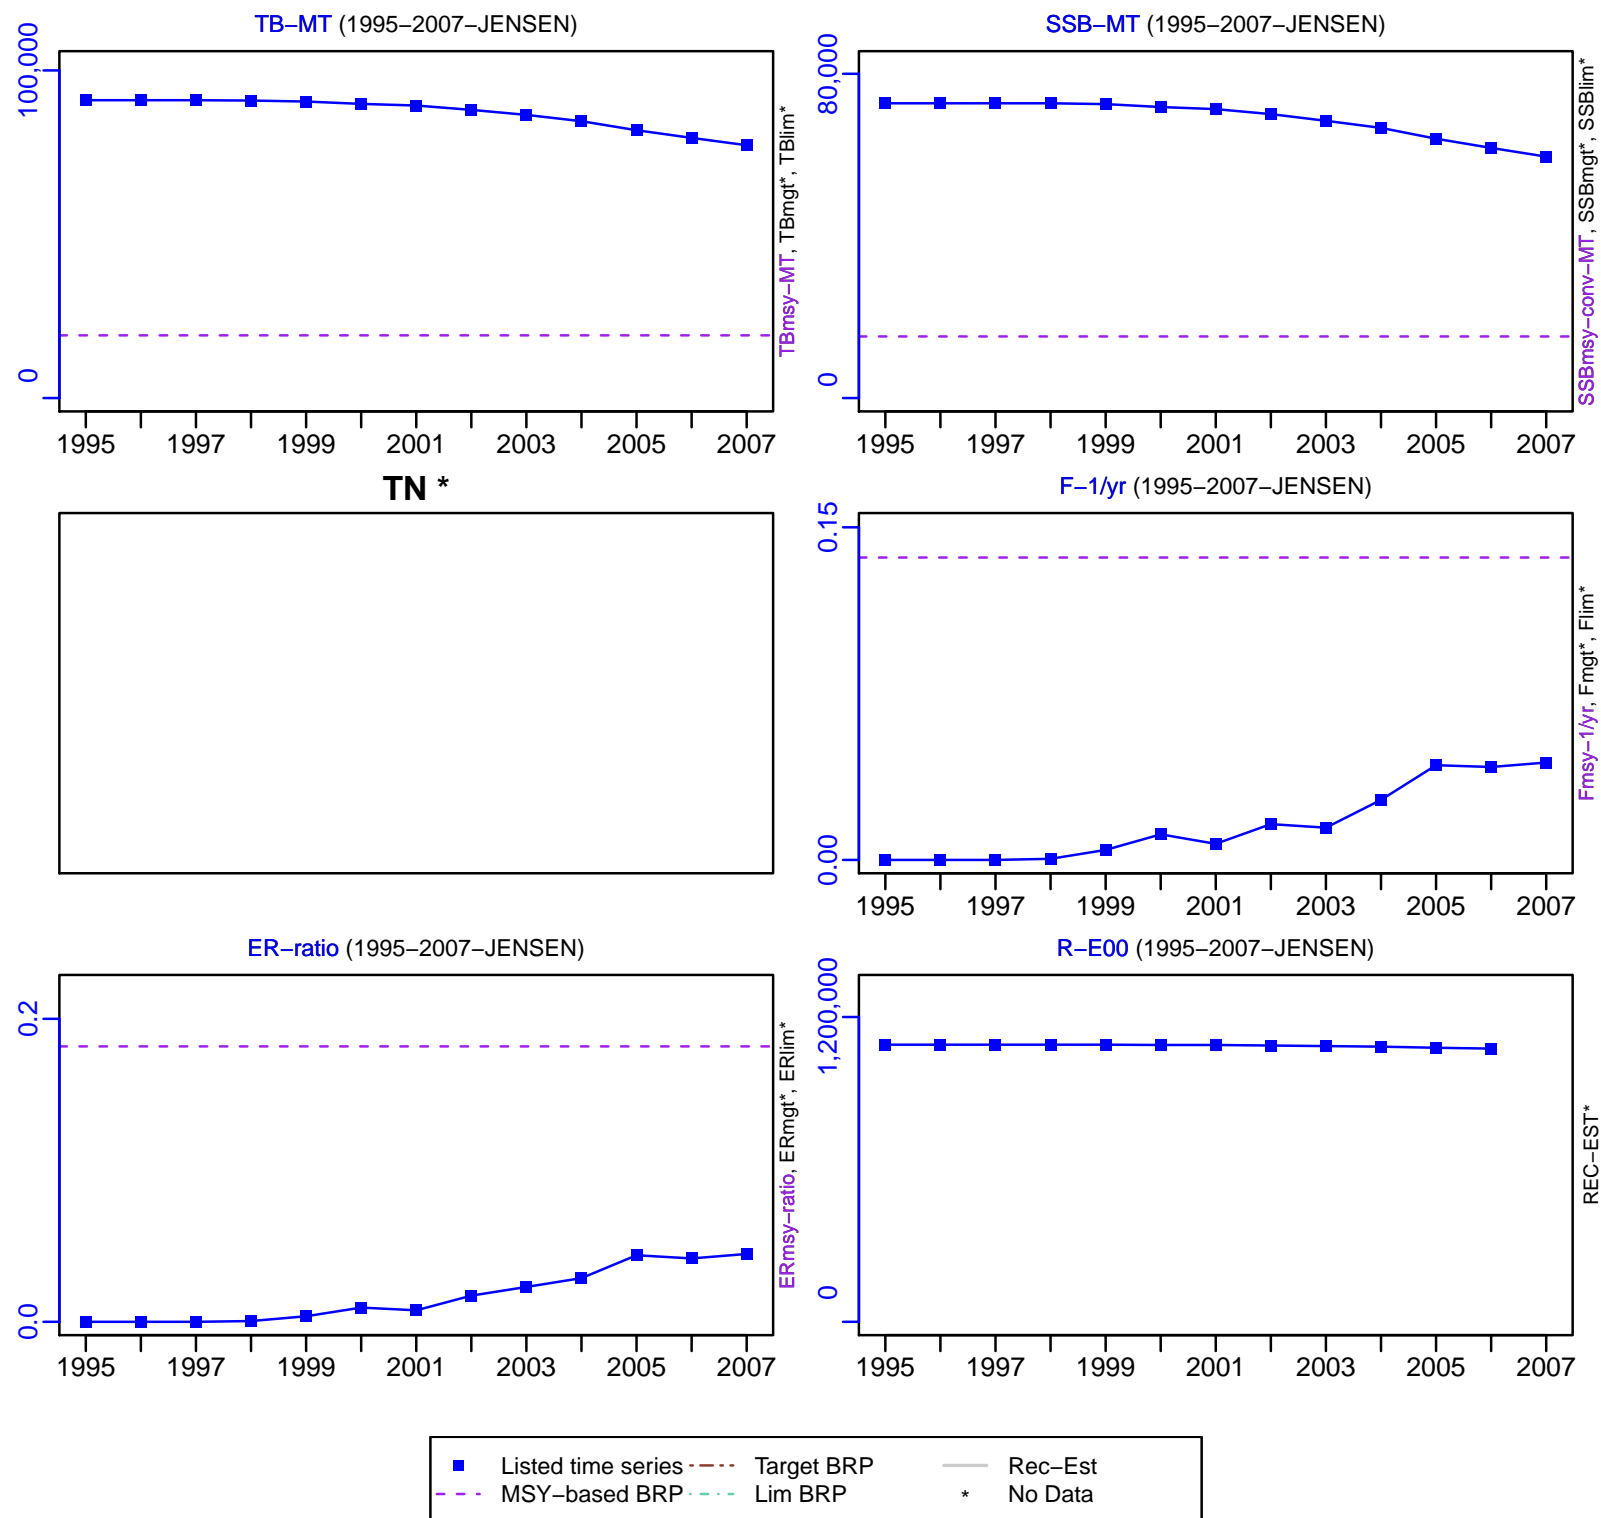 TB−MT (1995−2007−JENSEN)
100,000
0
1995 1997 1999 2001 2003 2005 2007
TBmsy−MT, TBmgt*, TBlim*
SSB−MT (1995−2007−JENSEN)
80,000
0
1995 1997 1999 2001 2003 2005 2007
SSBmsy−conv−MT, SSBmgt*, SSBlim*
TN *
F−1/yr (1995−2007−JENSEN)
0.15
0.00
1995 1997 1999 2001 2003 2005 2007
Fmsy−1/yr, Fmgt*, Flim*
ER−ratio (1995−2007−JENSEN)
0.2
0.0
1995 1997 1999 2001 2003 2005 2007
ERmsy−ratio, ERmgt*, ERlim*
R−E00 (1995−2007−JENSEN)
1,200,000
0
1995 1997 1999 2001 2003 2005 2007
REC−EST*
Listed time series Target BRP Rec−Est
MSY−based BRP Lim BRP * No Data